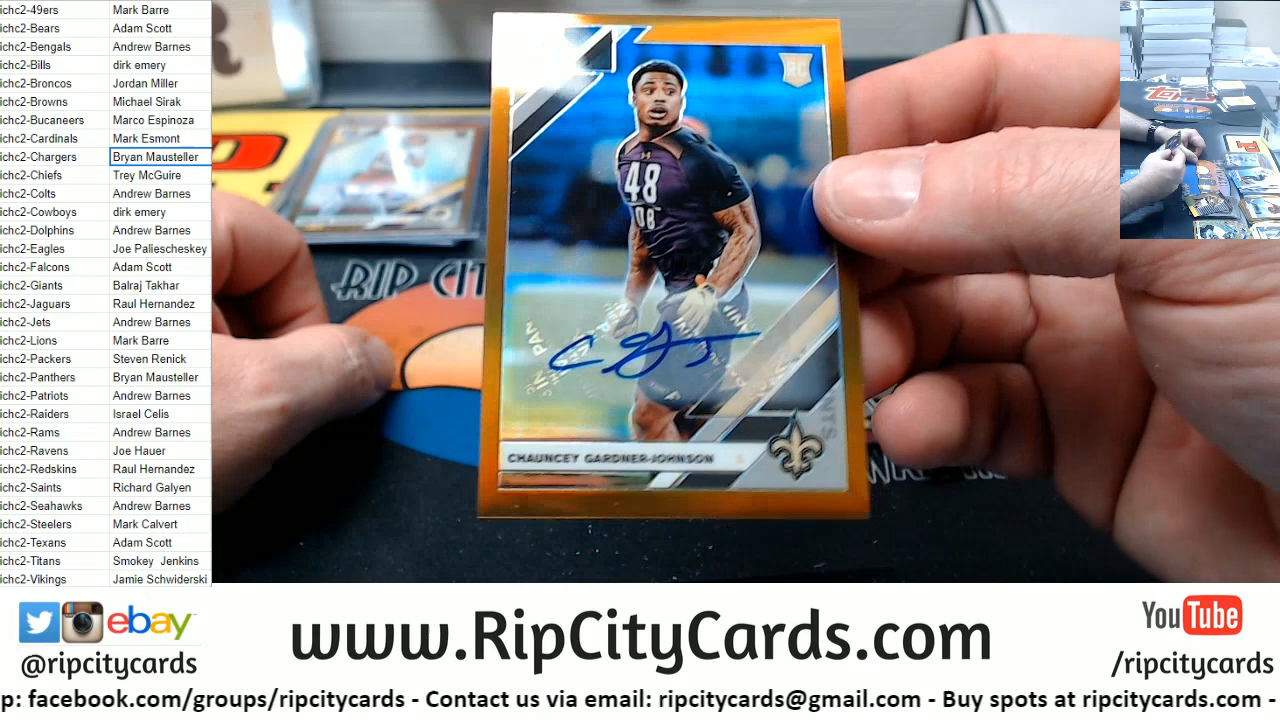 ichc2-49ers Mark Barre
ichc2-Bears Adam Scott
ichc2-Bengals Andrew Barnes
ichc2-Bills dirk emery
ichc2-Broncos Jordan Miller
ichc2-Browns Michael Sirak
ichc2-Bucaneers Marco Espinoza
ichc2-Cardinals Mark Esmont
ichc2-Chargers Bryan Mausteller
ichc2-Chiefs Trey McGuire
ichc2-Colts Andrew Barnes
ichc2-Cowboys dirk emery
ichc2-Dolphins Andrew Barnes
ichc2-Eagles Joe Paliescheskey
ichc2-Falcons Adam Scott
ichc2-Giants Balraj Takhar
ichc2-Jaguars Raul Hernandez
ichc2-Jets Andrew Barnes
ichc2-Lions Mark Barre
ichc2-Packers Steven Renick
ichc2-Panthers Bryan Mausteller
ichc2-Patriots Andrew Barnes
ichc2-Raiders Israel Celis
ichc2-Rams Andrew Barnes
ichc2-Ravens Joe Hauer
ichc2-Redskins Raul Hernandez
ichc2-Saints Richard Galyen
ichc2-Seahawks Andrew Barnes
ichc2-Steelers Mark Calvert
ichc2-Texans Adam Scott
ichc2-Titans Smokey Jenkins
ichc2-Vikings Jamie Schwiderski
RC
48
DB
CHAUNCEY GARDNER-JOHNSON
RIP CIT
Topps
ebay
@ripcitycards
www.RipCityCards.com
YouTube
/ripcitycards
p: facebook.com/groups/ripcitycards - Contact us via email: ripcitycards@gmail.com - Buy spots at ripcitycards.com -